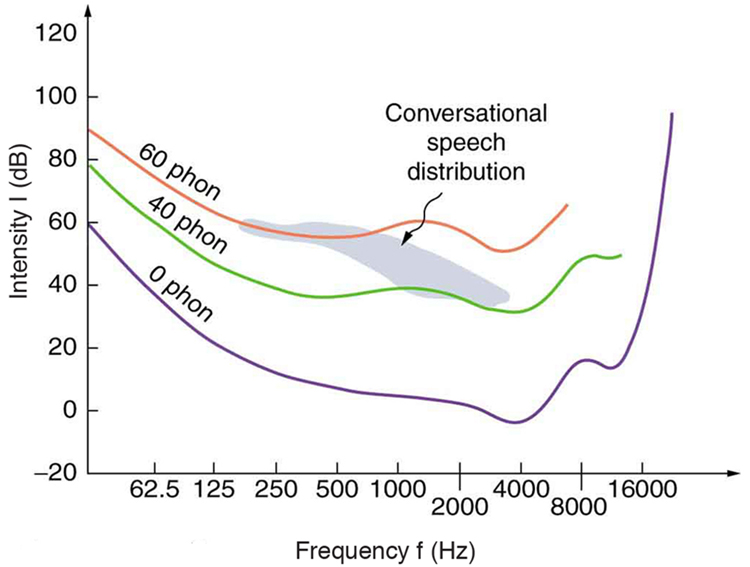 120
100
80
60
40
20
0
−20
Intensity I (dB)
60 phon
40 phon
0 phon
Conversational
speech
distribution
62.5 125 250 500 1000 2000 4000 8000 16000
Frequency f (Hz)